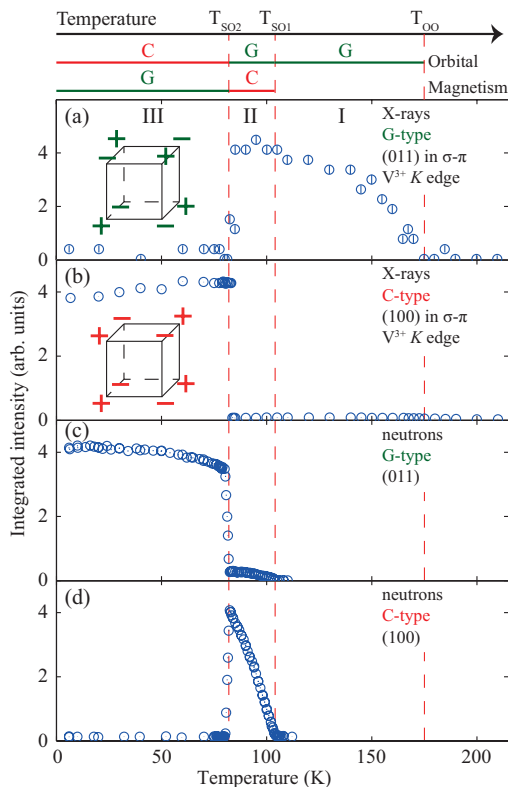 Temperature T_SO2 T_SO1 T_OO
C G G Orbital
G C Magnetism
(a) III II I X-rays
G-type
(011) in σ-π
V³⁺ K edge
+ −
− +
− +
+ −
4
2
0
(b) X-rays
C-type
(100) in σ-π
V³⁺ K edge
− +
+ −
− +
+ −
4
2
0
(c) neutrons
G-type
(011)
4
2
0
(d) neutrons
C-type
(100)
4
2
0
0 50 100 150 200
Temperature (K)
Integrated intensity (arb. units)